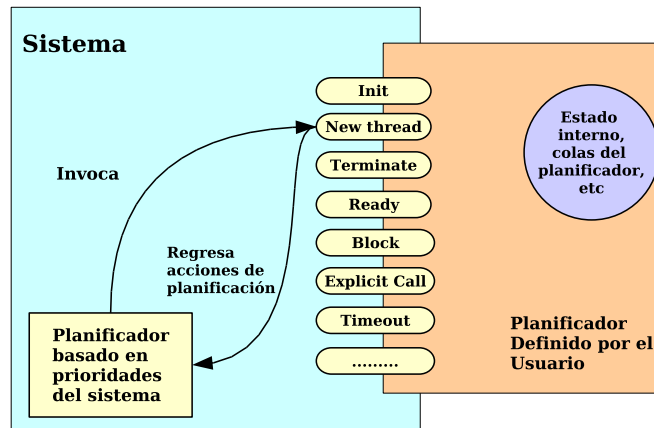 Sistema
Init
New thread
Terminate
Ready
Block
Explicit Call
Timeout
.........
Invoca
Regresa
acciones de
planificación
Planificador
basado en
prioridades
del sistema
Estado
interno,
colas del
planificador,
etc
Planificador
Definido por el
Usuario